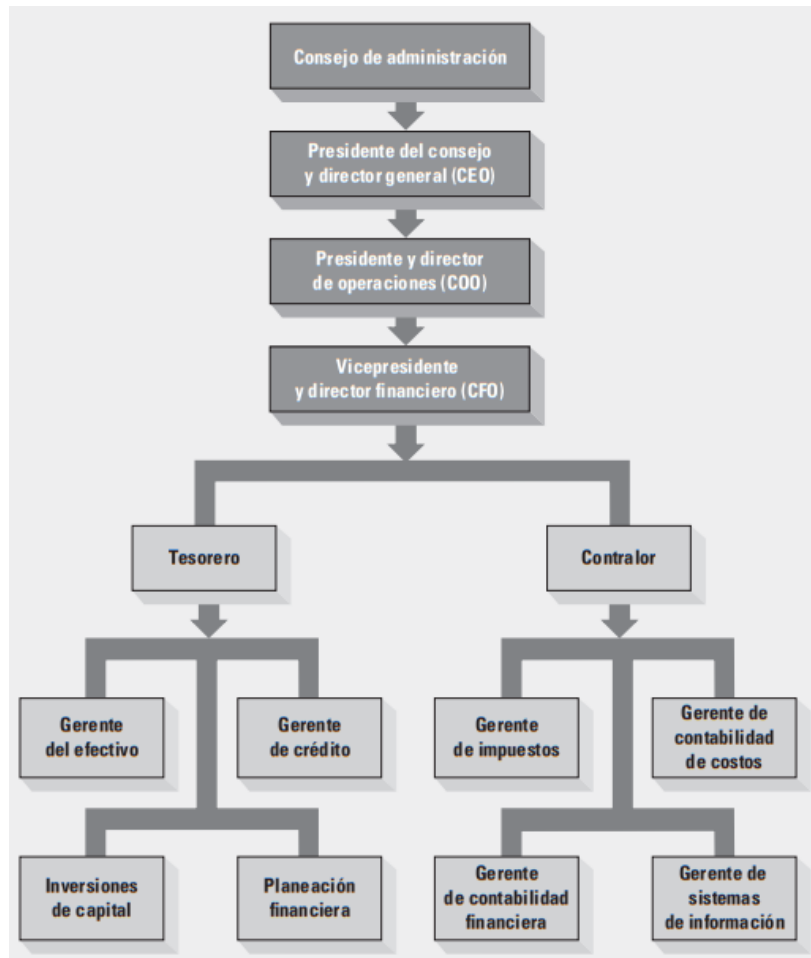 Consejo de administración
Presidente del consejo
y director general (CEO)
Presidente y director
de operaciones (COO)
Vicepresidente
y director financiero (CFO)
Tesorero
Contralor
Gerente
del efectivo
Gerente
de crédito
Gerente
de impuestos
Gerente de
contabilidad
de costos
Inversiones
de capital
Planeación
financiera
Gerente
de contabilidad
financiera
Gerente de
sistemas
de información